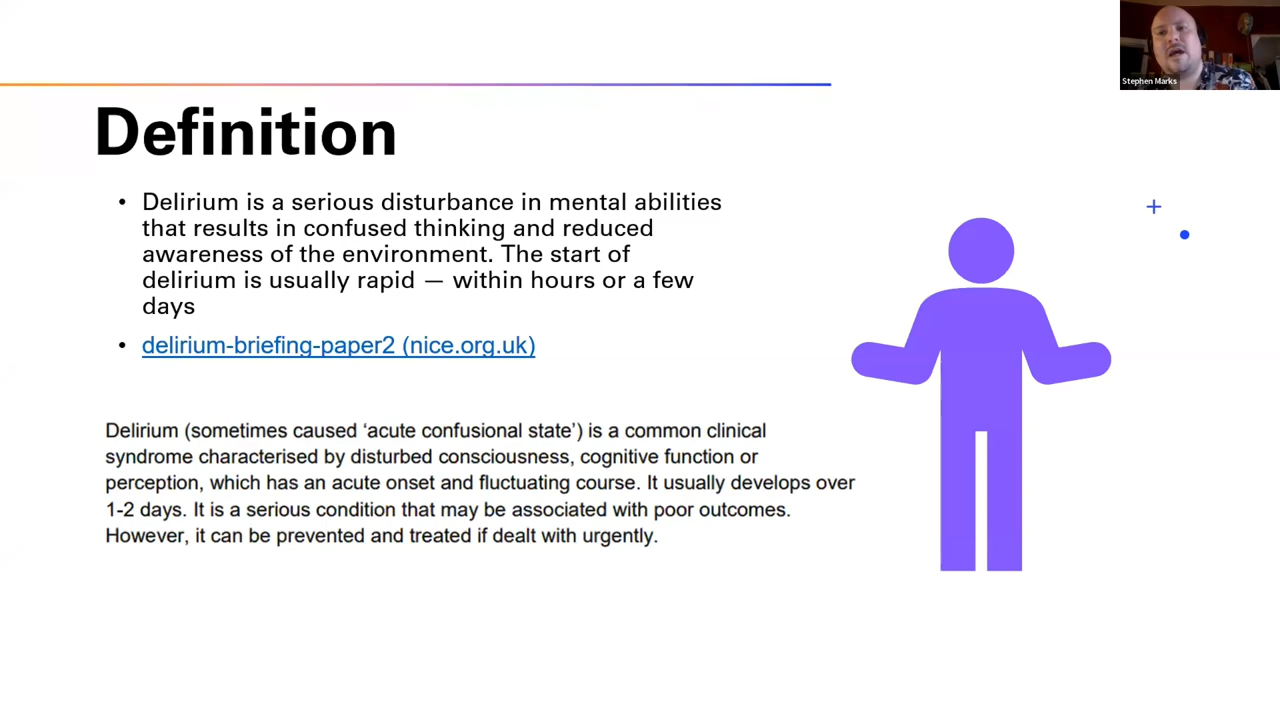 Stephen Marks
Definition
• Delirium is a serious disturbance in mental abilities
that results in confused thinking and reduced
awareness of the environment. The start of
delirium is usually rapid — within hours or a few
days
• delirium-briefing-paper2 (nice.org.uk)
Delirium (sometimes caused ‘acute confusional state’) is a common clinical
syndrome characterised by disturbed consciousness, cognitive function or
perception, which has an acute onset and fluctuating course. It usually develops over
1-2 days. It is a serious condition that may be associated with poor outcomes.
However, it can be prevented and treated if dealt with urgently.